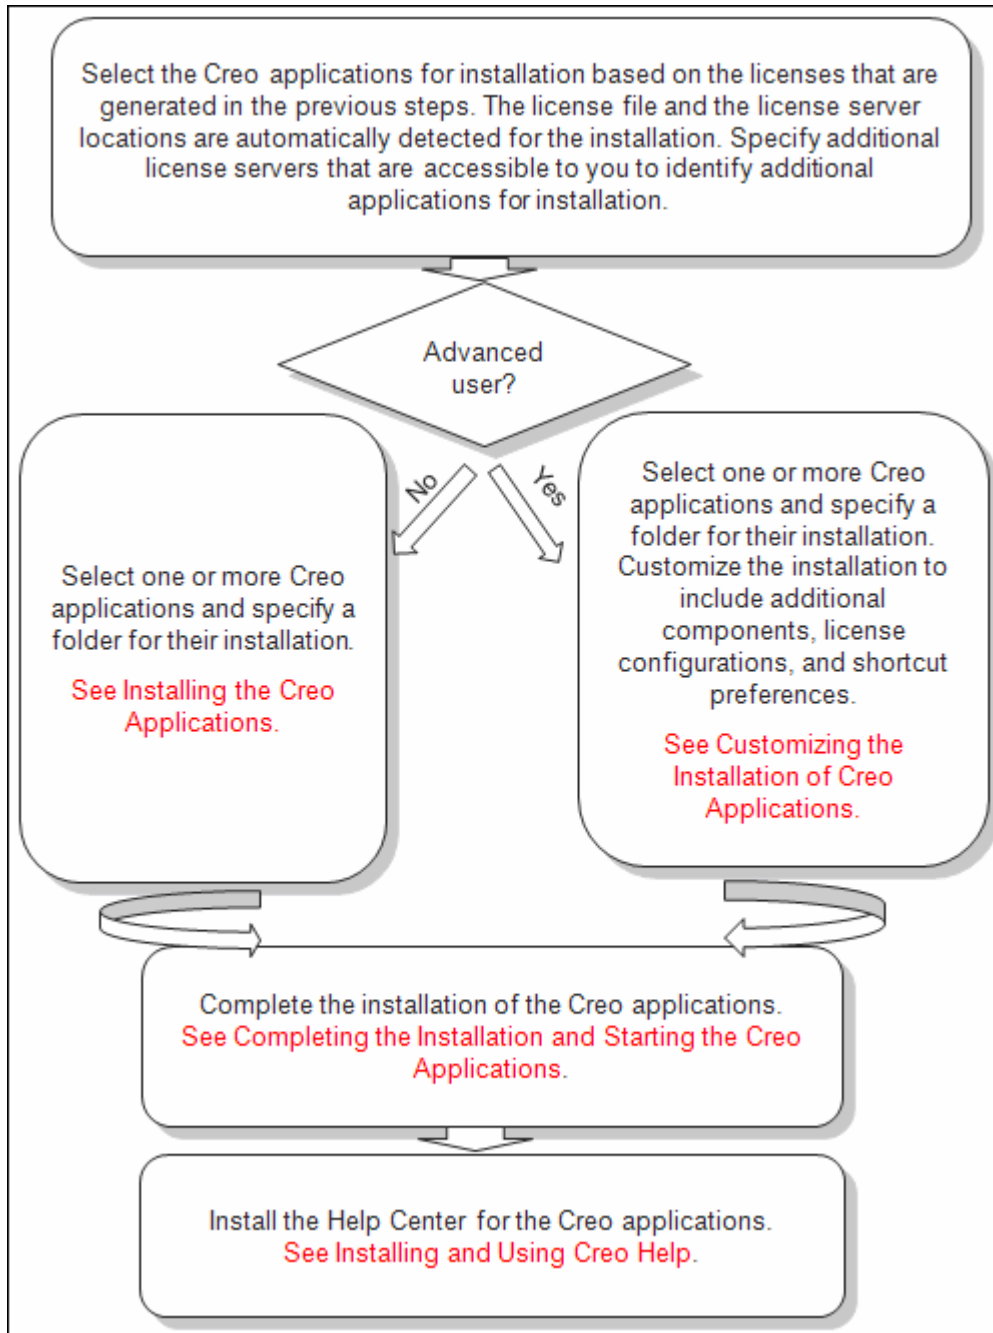 Select the Creo applications for installation based on the licenses that are
generated in the previous steps. The license file and the license server
locations are automatically detected for the installation. Specify additional
license servers that are accessible to you to identify additional
applications for installation.
Advanced
user?
No
Yes
Select one or more Creo
applications and specify a
folder for their installation.
See Installing the Creo
Applications.
Select one or more Creo
applications and specify a
folder for their installation.
Customize the installation to
include additional
components, license
configurations, and shortcut
preferences.
See Customizing the
Installation of Creo
Applications.
Complete the installation of the Creo applications.
See Completing the Installation and Starting the Creo
Applications.
Install the Help Center for the Creo applications.
See Installing and Using Creo Help.